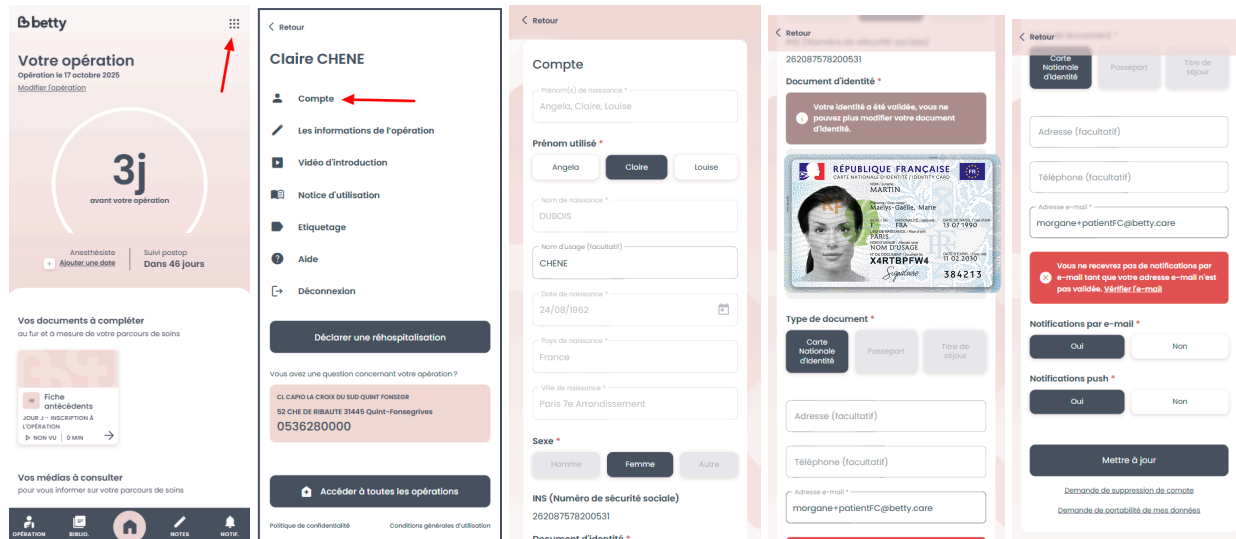 betty
Votre opération
Opération le 17 octobre 2025
Modifier l'opération
3j
avant votre opération
Anesthésiste
Ajouter une date
Suivi postop
Dans 46 jours
Vos documents à compléter
au fur et à mesure de votre parcours de soins
Fiche
antécédents
JOUR J - INSCRIPTION À
L'OPÉRATION
NON VU | 0 MIN
Vos médias à consulter
pour vous informer sur votre parcours de soins
OPÉRATION
BIBLIO.
NOTES
NOTIF.
Retour
Claire CHENE
Compte
Les informations de l'opération
Vidéo d'introduction
Notice d'utilisation
Etiquetage
Aide
Déconnexion
Déclarer une réhospitalisation
Vous avez une question concernant votre opération ?
CL CAPIO LA CROIX DU SUD QUINT FONSEGR
52 CHE DE RIBAUTE 31445 Quint-Fonsegrives
0536280000
Accéder à toutes les opérations
Politique de confidentialité
Conditions générales d'utilisation
Retour
Compte
Prénom(s) de naissance *
Angela, Claire, Louise
Prénom utilisé *
Angela
Claire
Louise
Nom de naissance *
DUBOIS
Nom d'usage (facultatif)
CHENE
Date de naissance *
24/08/1962
Pays de naissance *
France
Ville de naissance *
Paris 7e Arrondissement
Sexe *
Homme
Femme
Autre
INS (Numéro de sécurité sociale)
262087578200531
Document d'identité *
Retour
INS (Numéro de sécurité sociale)
262087578200531
Document d'identité *
Votre identité a été validée, vous ne
pouvez plus modifier votre document
d'identité.
RÉPUBLIQUE FRANÇAISE
FR
CARTE NATIONALE D'IDENTITÉ / IDENTITY CARD
MARTIN
Maëlys-Gaëlle, Marie
F
FRA
13 07 1990
PARIS
NOM D'USAGE
X4RTBPFW4
11 02 2030
Signature
384213
Type de document *
Carte
Nationale
d'Identité
Passeport
Titre de
séjour
Adresse (facultatif)
Téléphone (facultatif)
Adresse e-mail *
morgane+patientFC@betty.care
Retour
Carte
Nationale
d'Identité
Passeport
Titre de
séjour
Adresse (facultatif)
Téléphone (facultatif)
Adresse e-mail *
morgane+patientFC@betty.care
Vous ne recevrez pas de notifications par
e-mail tant que votre adresse e-mail n'est
pas validée. Vérifier l'e-mail
Notifications par e-mail *
Oui
Non
Notifications push *
Oui
Non
Mettre à jour
Demande de suppression de compte
Demande de portabilité de mes données